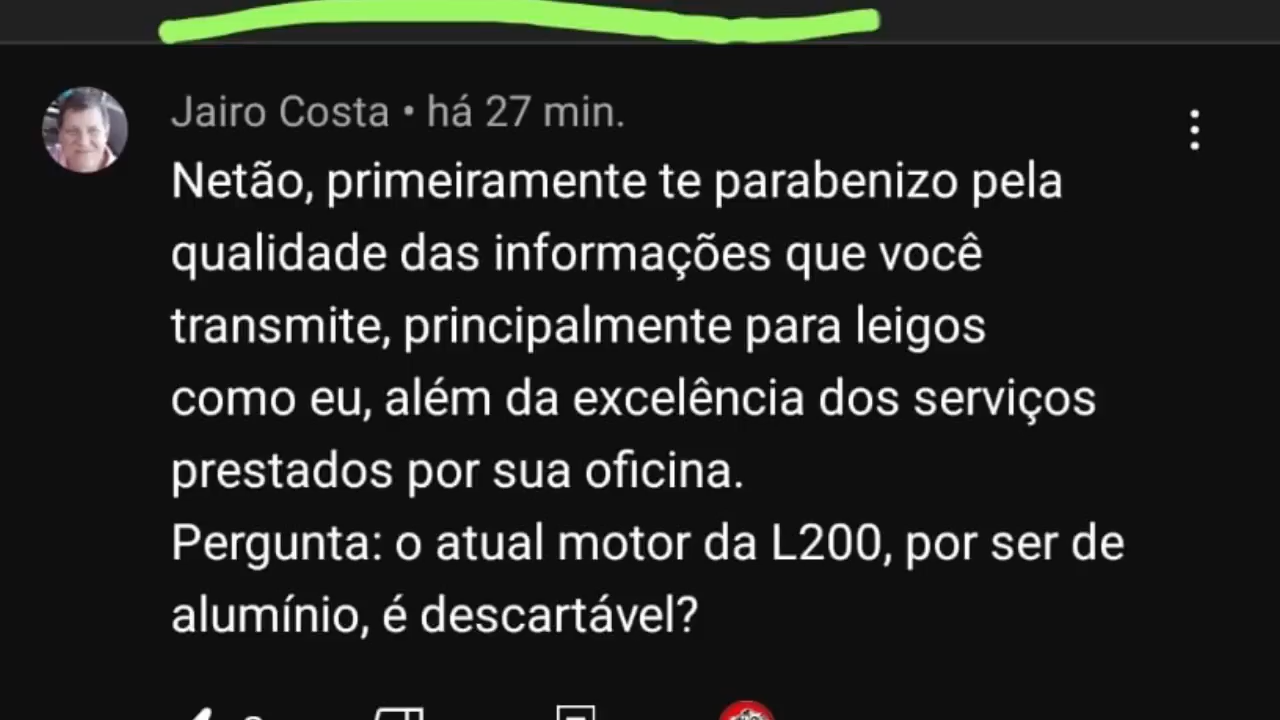 Jairo Costa • há 27 min.
Netão, primeiramente te parabenizo pela
qualidade das informações que você
transmite, principalmente para leigos
como eu, além da excelência dos serviços
prestados por sua oficina.
Pergunta: o atual motor da L200, por ser de
alumínio, é descartável?